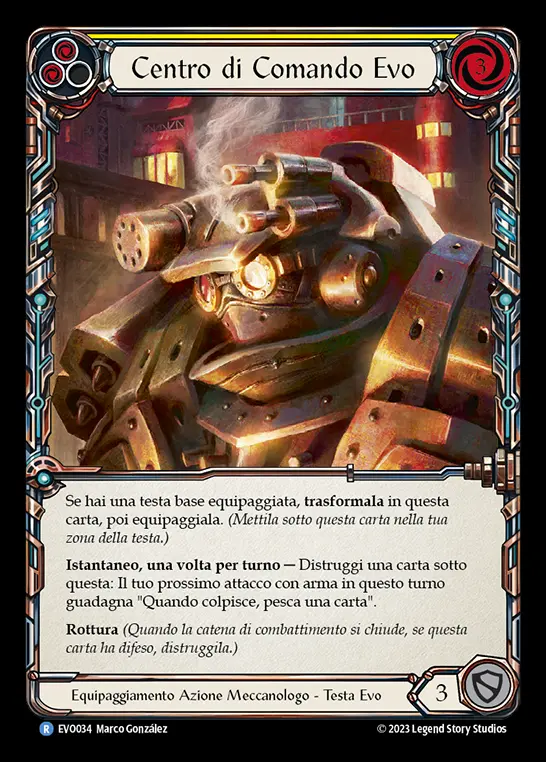 Centro di Comando Evo
3
Se hai una testa base equipaggiata, trasformala in questa
carta, poi equipaggiala. (Mettila sotto questa carta nella tua
zona della testa.)
Istantaneo, una volta per turno — Distruggi una carta sotto
questa: Il tuo prossimo attacco con arma in questo turno
guadagna "Quando colpisce, pesca una carta".
Rottura (Quando la catena di combattimento si chiude, se questa
carta ha difeso, distruggila.)
Equipaggiamento Azione Meccanologo - Testa Evo
3
R EVO034 Marco González
© 2023 Legend Story Studios